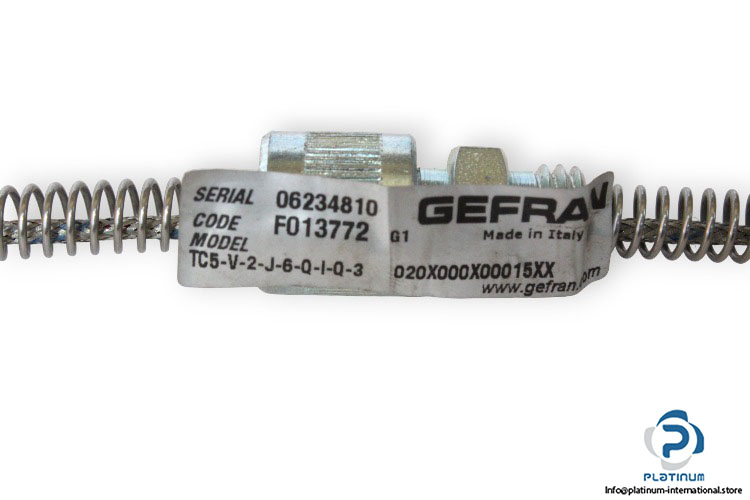 SERIAL 06234810
CODE F013772 G1
MODEL
TC5-V-2-J-6-Q-I-Q-3 020X000X00015XX
GEFRAN
Made in Italy
www.gefran.com
PLATINUM
Info@platinum-international.store